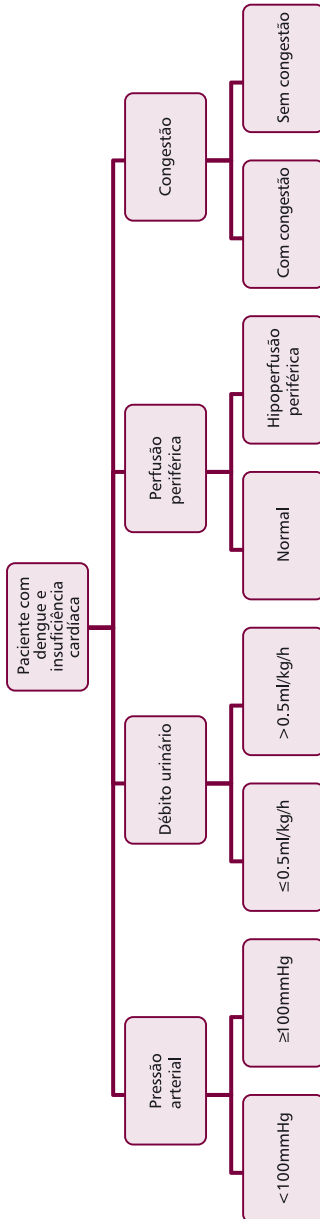 Paciente com
dengue e
insuficiência
cardíaca
Pressão
arterial
Débito urinário
Perfusão
periférica
Congestão
<100mmHg
≥100mmHg
≤0.5ml/kg/h
>0.5ml/kg/h
Normal
Hipoperfusão
periférica
Com congestão
Sem congestão